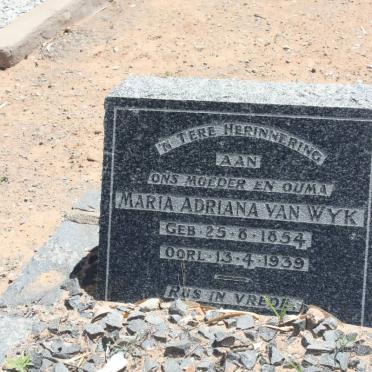 'N TERE HERINNERING
AAN
ONS MOEDER EN OUMA
MARIA ADRIANA VAN WYK
GEB. 25-8-1854
OORL. 13-4-1939
RUS IN VREDE